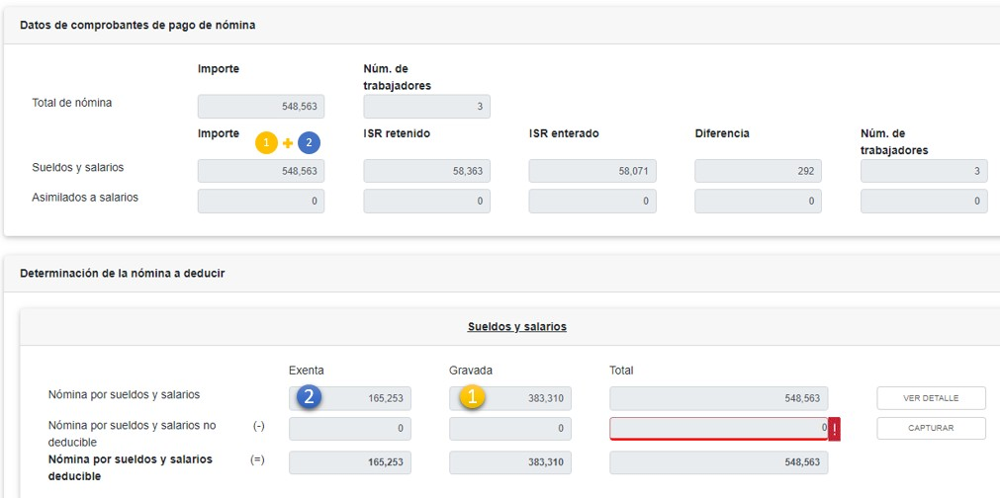 Datos de comprobantes de pago de nómina
Importe Núm. de trabajadores
Total de nómina 548,563 3
Importe 1 + 2 ISR retenido ISR enterado Diferencia Núm. de trabajadores
Sueldos y salarios 548,563 58,363 58,071 292 3
Asimilados a salarios 0 0 0 0 0
Determinación de la nómina a deducir
Sueldos y salarios
Exenta Gravada Total
Nómina por sueldos y salarios 2 165,253 1 383,310 548,563 VER DETALLE
Nómina por sueldos y salarios no deducible (-) 0 0 0 ! CAPTURAR
Nómina por sueldos y salarios deducible (=) 165,253 383,310 548,563